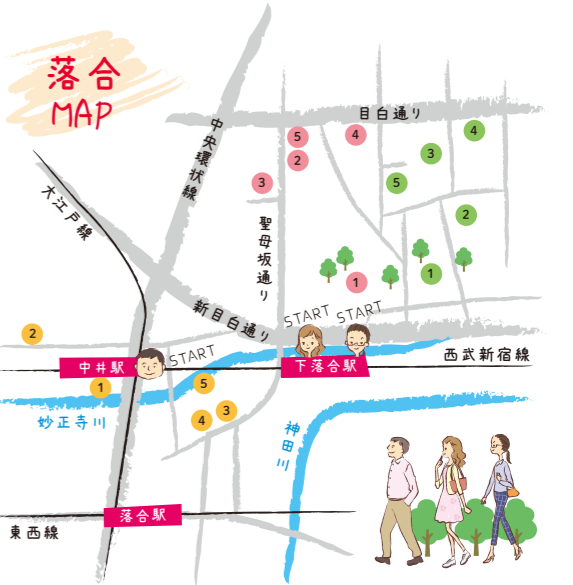 落合
MAP
目白通り
中央環状線
大江戸線
聖母坂通り
新目白通り
5
4
2
3
4
3
5
2
1
1
START
START
START
2
中井駅
下落合駅
西武新宿線
1
5
3
4
妙正寺川
神田川
落合駅
東西線